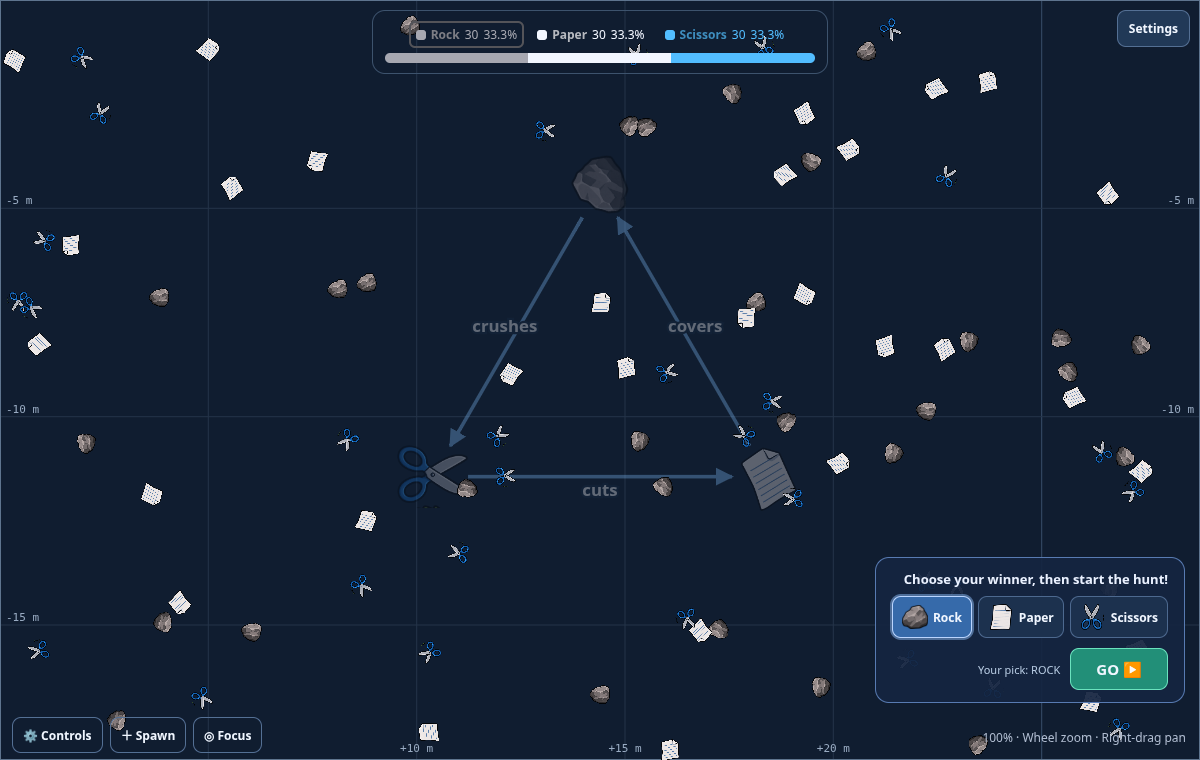 Rock 30 33.3% Paper 30 33.3% Scissors 30 33.3%
Settings
-5 m -5 m
crushes covers
-10 m -10 m
cuts
Choose your winner, then start the hunt!
Rock Paper Scissors
-15 m
Your pick: ROCK GO ▶
⚙ Controls + Spawn ◎ Focus
100% · Wheel zoom · Right-drag pan
+10 m +15 m +20 m